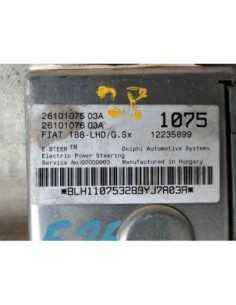 26101075 03A
26101076 03A
1075
FIAT 188-LHD/G.Sx
12235899
E-STEER™
Delphi Automotive Systems
Electric Power Steering
Service No:00000000
Manufactured in Hungary
*BLH1107532B9YJ7A03A*